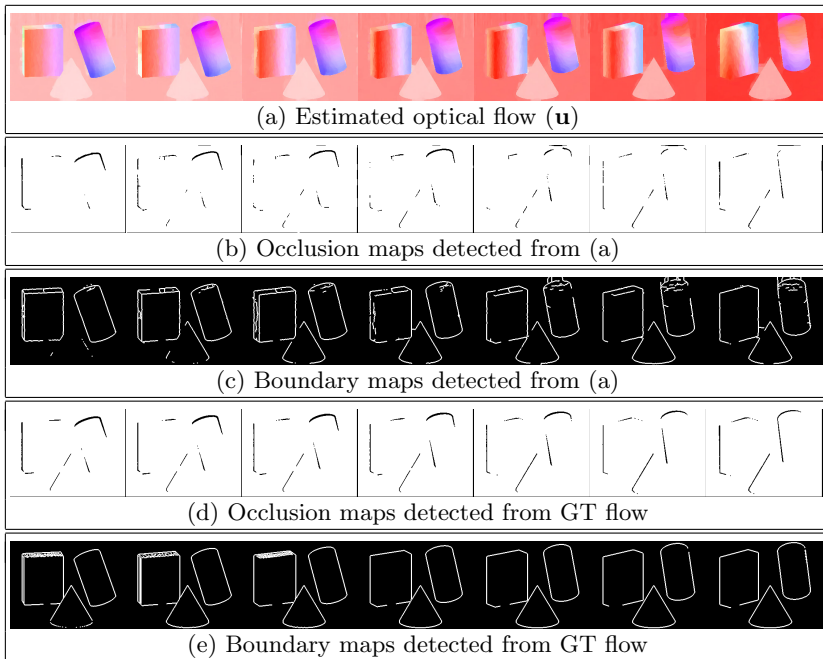 (a) Estimated optical flow (u)
(b) Occlusion maps detected from (a)
(c) Boundary maps detected from (a)
(d) Occlusion maps detected from GT flow
(e) Boundary maps detected from GT flow